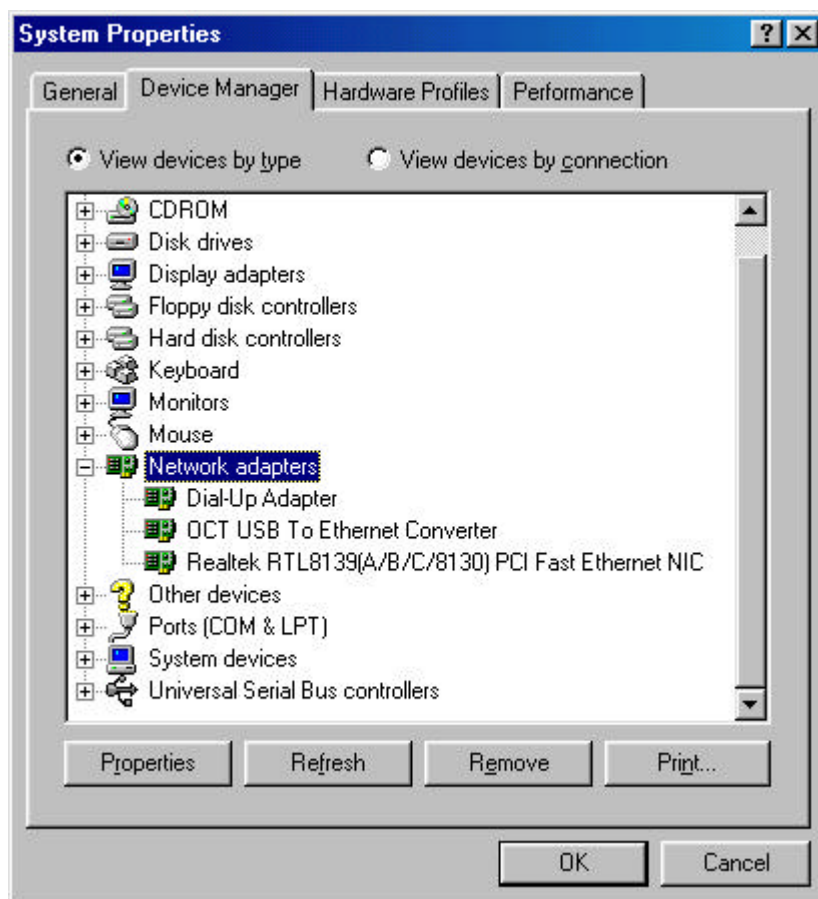 System Properties
General Device Manager Hardware Profiles Performance
View devices by type View devices by connection
CDROM
Disk drives
Display adapters
Floppy disk controllers
Hard disk controllers
Keyboard
Monitors
Mouse
Network adapters
Dial-Up Adapter
OCT USB To Ethernet Converter
Realtek RTL8139(A/B/C/8130) PCI Fast Ethernet NIC
Other devices
Ports (COM & LPT)
System devices
Universal Serial Bus controllers
Properties Refresh Remove Print...
OK Cancel